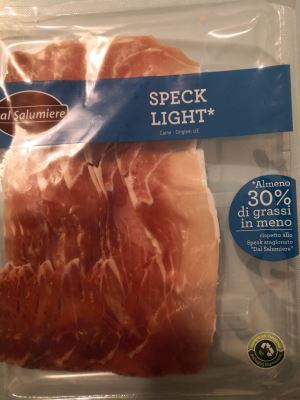 al Salumiere
SPECK
LIGHT*
Carne - Origine: UE
*Almeno
30%
di grassi
in meno
rispetto allo
Speck stagionato
"Dal Salumiere"